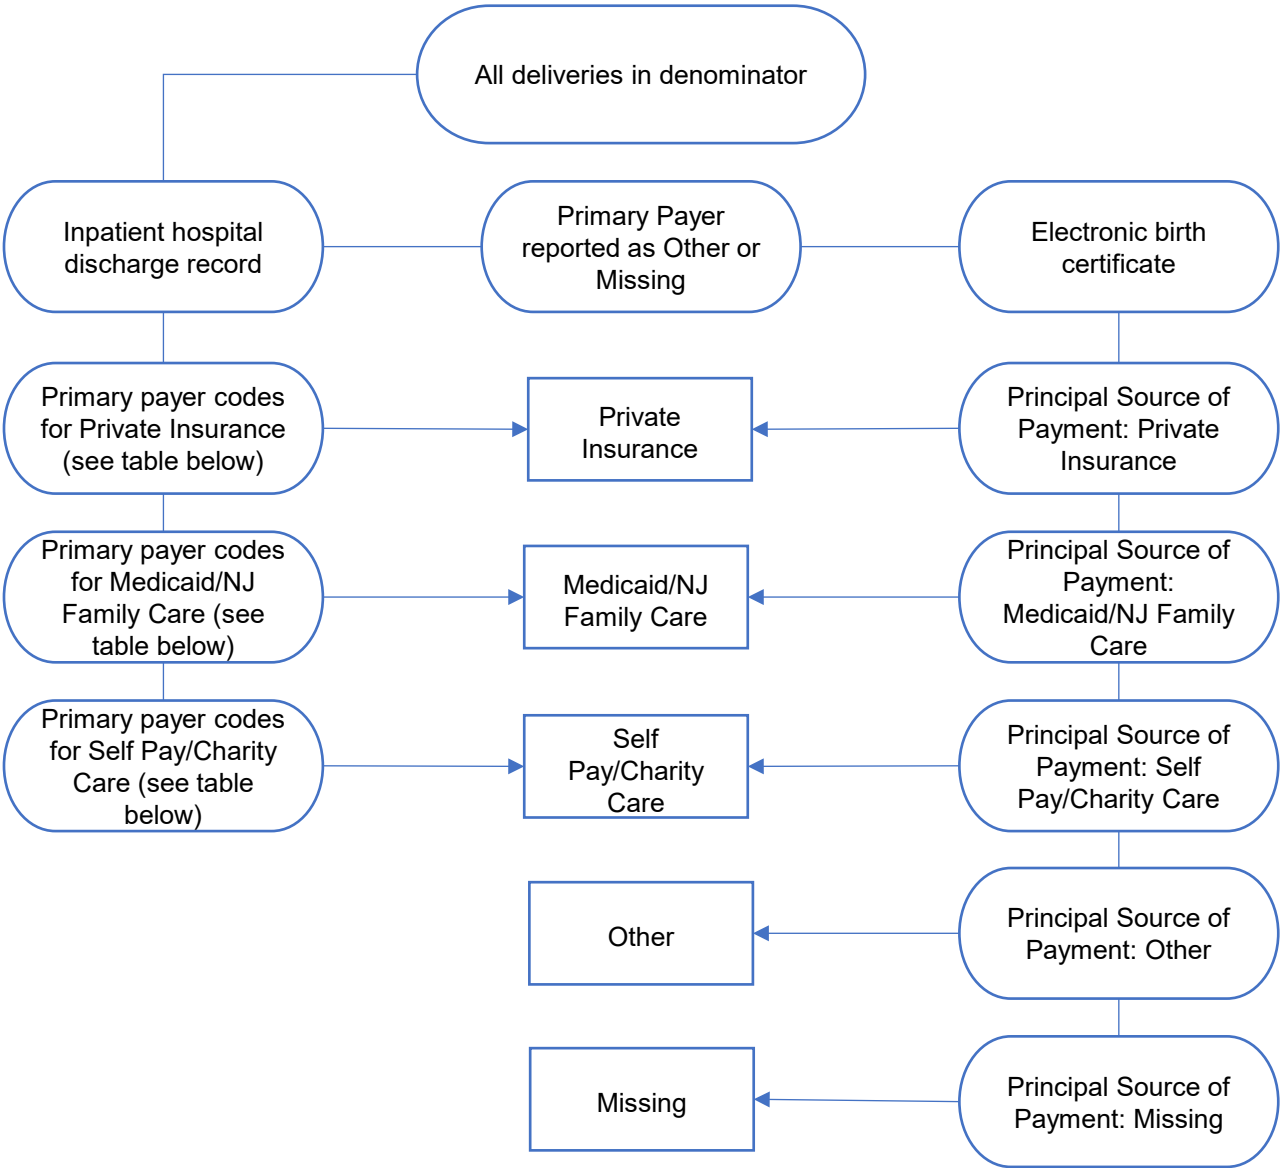 All deliveries in denominator
Inpatient hospital
discharge record
Primary Payer
reported as Other or
Missing
Electronic birth
certificate
Primary payer codes
for Private Insurance
(see table below)
Private
Insurance
Principal Source of
Payment: Private
Insurance
Primary payer codes
for Medicaid/NJ
Family Care (see
table below)
Medicaid/NJ
Family Care
Principal Source of
Payment:
Medicaid/NJ Family
Care
Primary payer codes
for Self Pay/Charity
Care (see table
below)
Self
Pay/Charity
Care
Principal Source of
Payment: Self
Pay/Charity Care
Other
Principal Source of
Payment: Other
Missing
Principal Source of
Payment: Missing